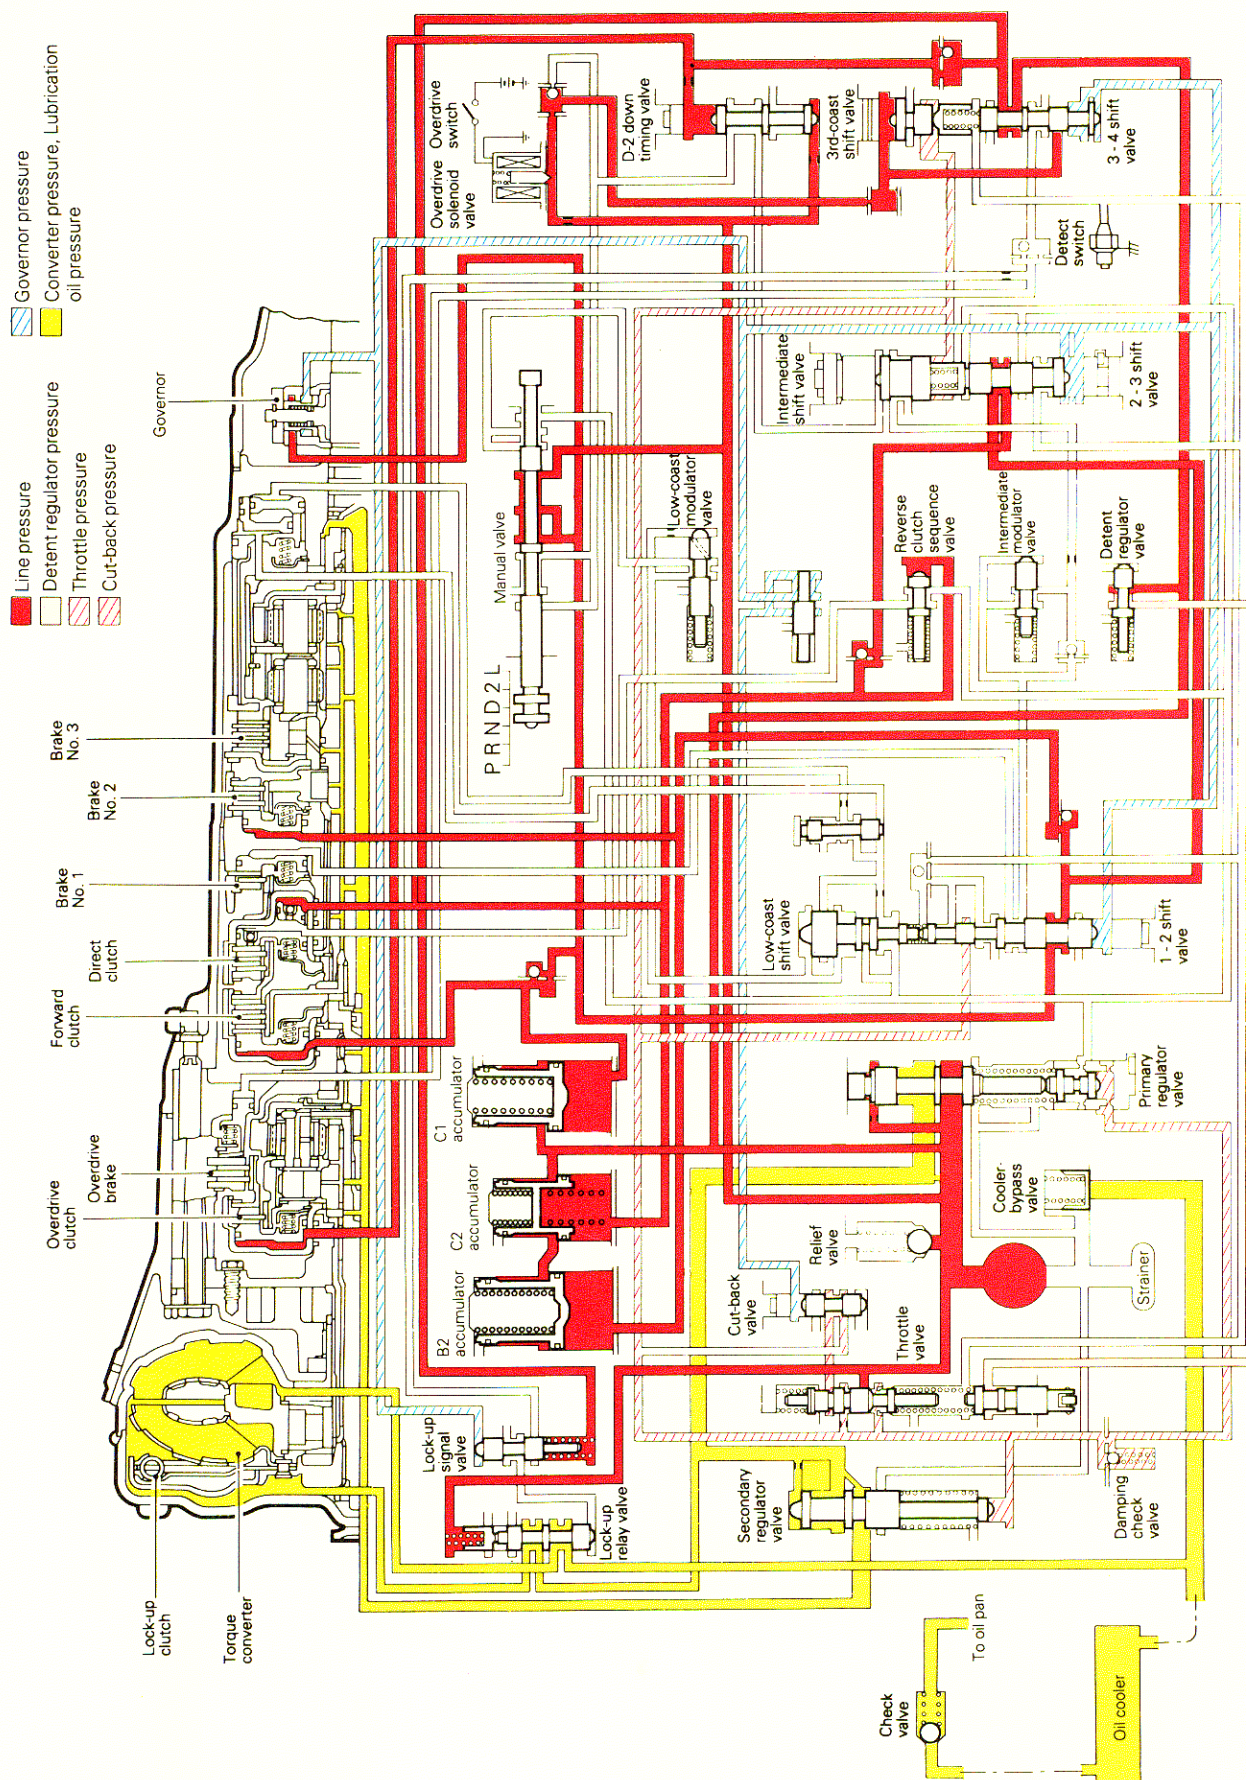 Line pressure
Detent regulator pressure
Throttle pressure
Cut-back pressure
Governor pressure
Converter pressure, Lubrication
oil pressure
Lock-up
clutch
Torque
converter
Overdrive
clutch
Overdrive
brake
Forward
clutch
Direct
clutch
Brake
No. 1
Brake
No. 2
Brake
No. 3
Governor
Lock-up
signal
valve
Lock-up
relay valve
B2
accumulator
C2
accumulator
C1
accumulator
Manual valve
P R N D 2 L
Overdrive
solenoid
valve
Overdrive
switch
D-2 down
timing valve
3rd-coast
shift valve
3 - 4 shift
valve
Detect
switch
Low-coast
modulator
valve
Intermediate
shift valve
2 - 3 shift
valve
Reverse
clutch
sequence
valve
Intermediate
modulator
valve
Detent
regulator
valve
Low-coast
shift valve
1 - 2 shift
valve
Primary
regulator
valve
Cooler-
bypass
valve
Relief
valve
Cut-back
valve
Throttle
valve
Strainer
Secondary
regulator
valve
Damping
check
valve
Check
valve
To oil pan
Oil cooler